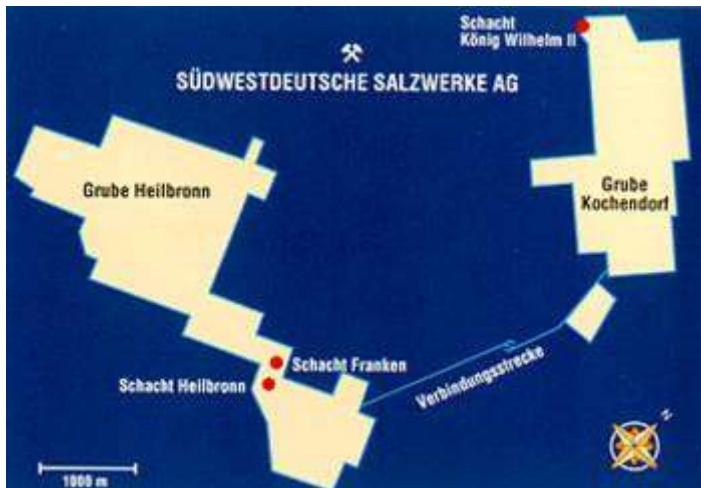 Schacht
König Wilhelm II
SÜDWESTDEUTSCHE SALZWERKE AG
Grube Heilbronn
Grube
Kochendorf
Schacht Franken
Schacht Heilbronn
Verbindungsstrecke
N
1000 m